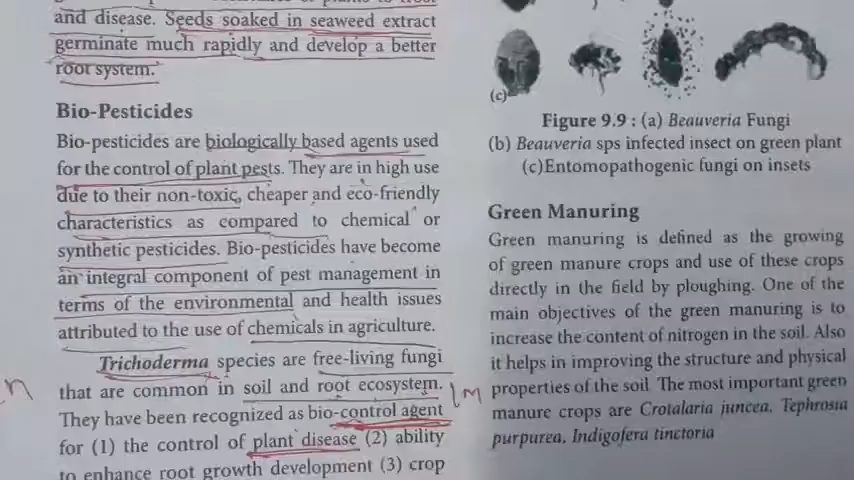 and disease. Seeds soaked in seaweed extract
germinate much rapidly and develop a better
root system.
Bio-Pesticides
Bio-pesticides are biologically based agents used
for the control of plant pests. They are in high use
due to their non-toxic, cheaper and eco-friendly
characteristics as compared to chemical or
synthetic pesticides. Bio-pesticides have become
an integral component of pest management in
terms of the environmental and health issues
attributed to the use of chemicals in agriculture.
Trichoderma species are free-living fungi
that are common in soil and root ecosystem.
They have been recognized as bio-control agent
for (1) the control of plant disease (2) ability
to enhance root growth development (3) crop
(c)
Figure 9.9 : (a) Beauveria Fungi
(b) Beauveria sps infected insect on green plant
(c)Entomopathogenic fungi on insets
Green Manuring
Green manuring is defined as the growing
of green manure crops and use of these crops
directly in the field by ploughing. One of the
main objectives of the green manuring is to
increase the content of nitrogen in the soil. Also
it helps in improving the structure and physical
properties of the soil. The most important green
manure crops are Crotalaria juncea, Tephrosia
purpurea, Indigofera tinctoria